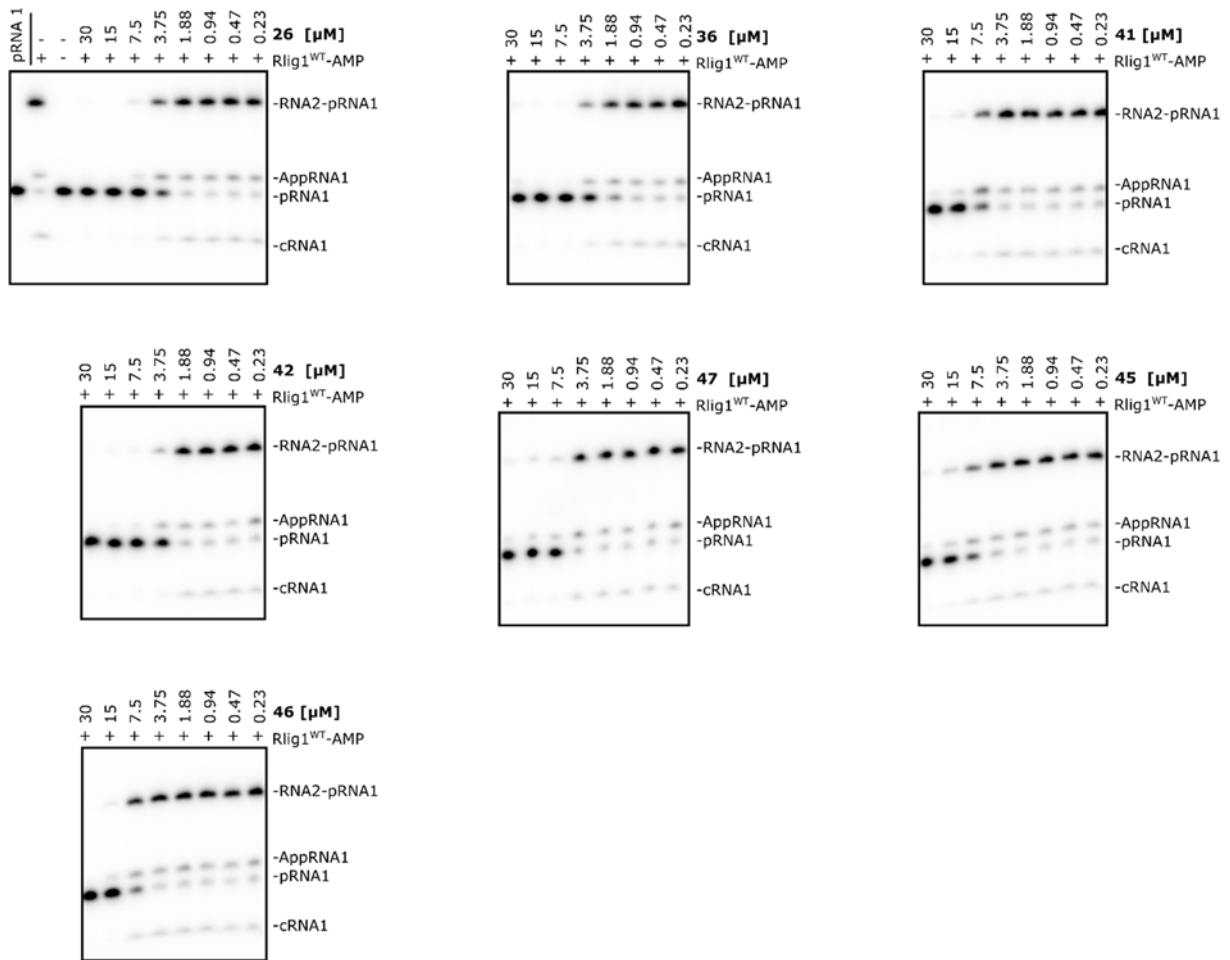 pRNA 1 - - 30 15 7.5 3.75 1.88 0.94 0.47 0.23 26 [µM]
+ - + + + + + + + + Rlig1WT-AMP
-RNA2-pRNA1
-AppRNA1
-pRNA1
-cRNA1
30 15 7.5 3.75 1.88 0.94 0.47 0.23 36 [µM]
+ + + + + + + + Rlig1WT-AMP
-RNA2-pRNA1
-AppRNA1
-pRNA1
-cRNA1
30 15 7.5 3.75 1.88 0.94 0.47 0.23 41 [µM]
+ + + + + + + + Rlig1WT-AMP
-RNA2-pRNA1
-AppRNA1
-pRNA1
-cRNA1
30 15 7.5 3.75 1.88 0.94 0.47 0.23 42 [µM]
+ + + + + + + + Rlig1WT-AMP
-RNA2-pRNA1
-AppRNA1
-pRNA1
-cRNA1
30 15 7.5 3.75 1.88 0.94 0.47 0.23 47 [µM]
+ + + + + + + + Rlig1WT-AMP
-RNA2-pRNA1
-AppRNA1
-pRNA1
-cRNA1
30 15 7.5 3.75 1.88 0.94 0.47 0.23 45 [µM]
+ + + + + + + + Rlig1WT-AMP
-RNA2-pRNA1
-AppRNA1
-pRNA1
-cRNA1
30 15 7.5 3.75 1.88 0.94 0.47 0.23 46 [µM]
+ + + + + + + + Rlig1WT-AMP
-RNA2-pRNA1
-AppRNA1
-pRNA1
-cRNA1